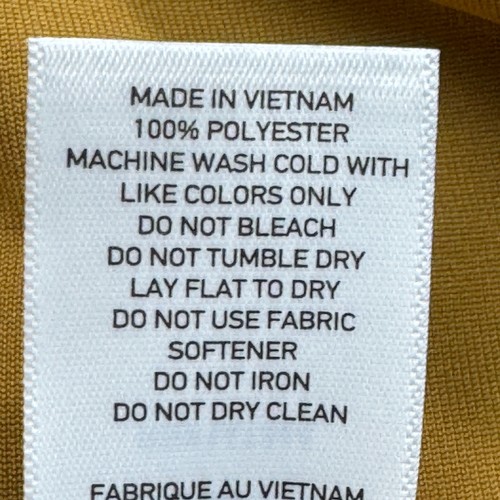 MADE IN VIETNAM
100% POLYESTER
MACHINE WASH COLD WITH
LIKE COLORS ONLY
DO NOT BLEACH
DO NOT TUMBLE DRY
LAY FLAT TO DRY
DO NOT USE FABRIC
SOFTENER
DO NOT IRON
DO NOT DRY CLEAN
FABRIQUE AU VIETNAM